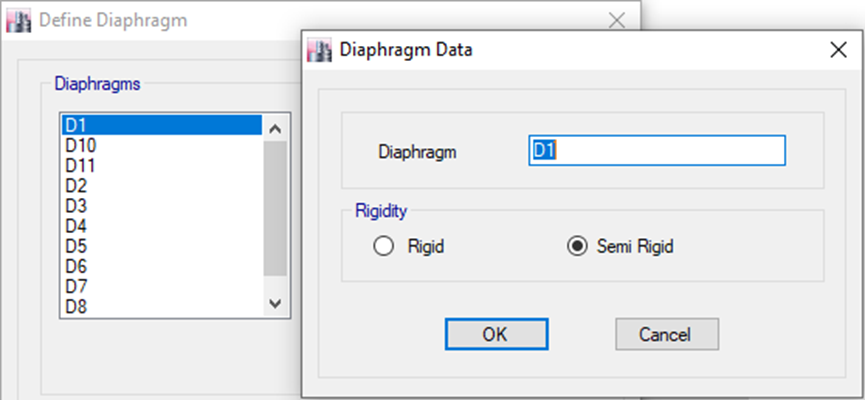 Define Diaphragm
Diaphragms
D1
D10
D11
D2
D3
D4
D5
D6
D7
D8
Diaphragm Data
Diaphragm D1
Rigidity
Rigid Semi Rigid
OK Cancel